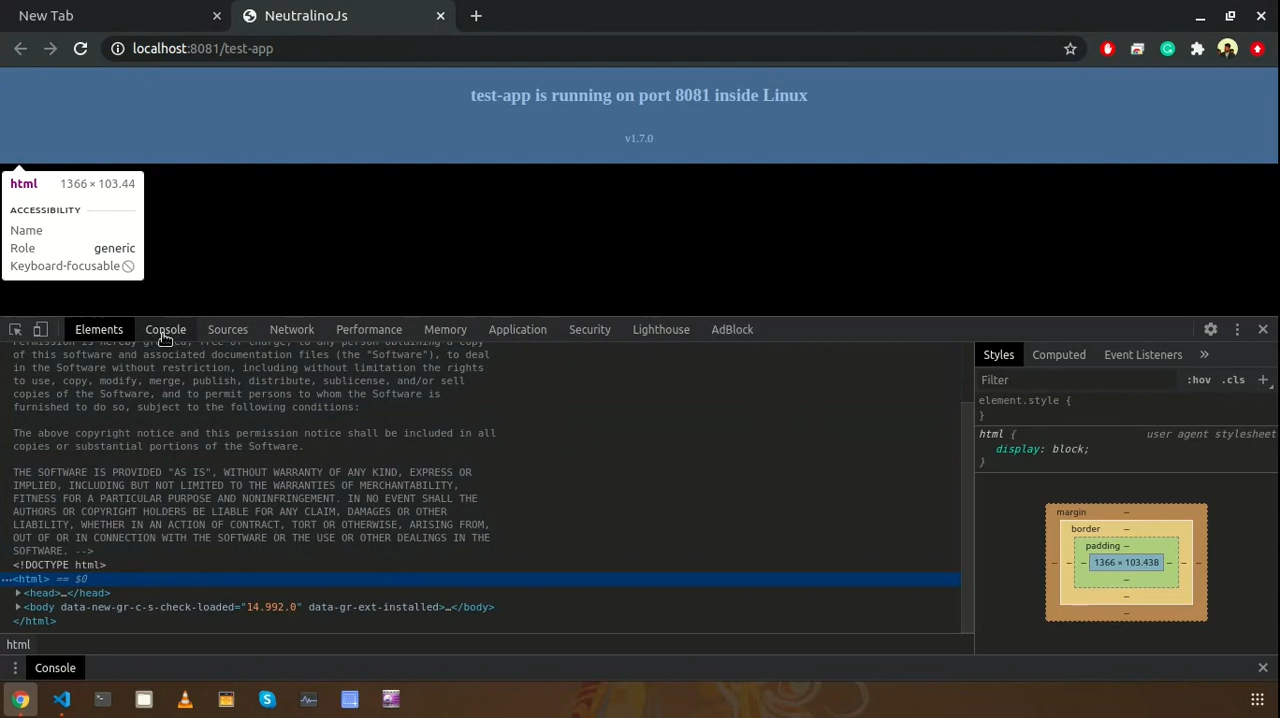 New Tab
NeutralinoJs
localhost:8081/test-app
test-app is running on port 8081 inside Linux
v1.7.0
html 1366 × 103.44
ACCESSIBILITY
Name
Role generic
Keyboard-focusable
Elements Console Sources Network Performance Memory Application Security Lighthouse AdBlock
Permission is hereby granted, free of charge, to any person obtaining a copy
of this software and associated documentation files (the "Software"), to deal
in the Software without restriction, including without limitation the rights
to use, copy, modify, merge, publish, distribute, sublicense, and/or sell
copies of the Software, and to permit persons to whom the Software is
furnished to do so, subject to the following conditions:
The above copyright notice and this permission notice shall be included in all
copies or substantial portions of the Software.
THE SOFTWARE IS PROVIDED "AS IS", WITHOUT WARRANTY OF ANY KIND, EXPRESS OR
IMPLIED, INCLUDING BUT NOT LIMITED TO THE WARRANTIES OF MERCHANTABILITY,
FITNESS FOR A PARTICULAR PURPOSE AND NONINFRINGEMENT. IN NO EVENT SHALL THE
AUTHORS OR COPYRIGHT HOLDERS BE LIABLE FOR ANY CLAIM, DAMAGES OR OTHER
LIABILITY, WHETHER IN AN ACTION OF CONTRACT, TORT OR OTHERWISE, ARISING FROM,
OUT OF OR IN CONNECTION WITH THE SOFTWARE OR THE USE OR OTHER DEALINGS IN THE
SOFTWARE. -->
<!DOCTYPE html>
…<html> == $0
<head>…</head>
<body data-new-gr-c-s-check-loaded="14.992.0" data-gr-ext-installed>…</body>
</html>
html
Console
Styles Computed Event Listeners »
Filter :hov .cls +
element.style {
}
html { user agent stylesheet
display: block;
}
margin –
border –
padding –
– – – 1366 × 103.438 – – –
–
–
–